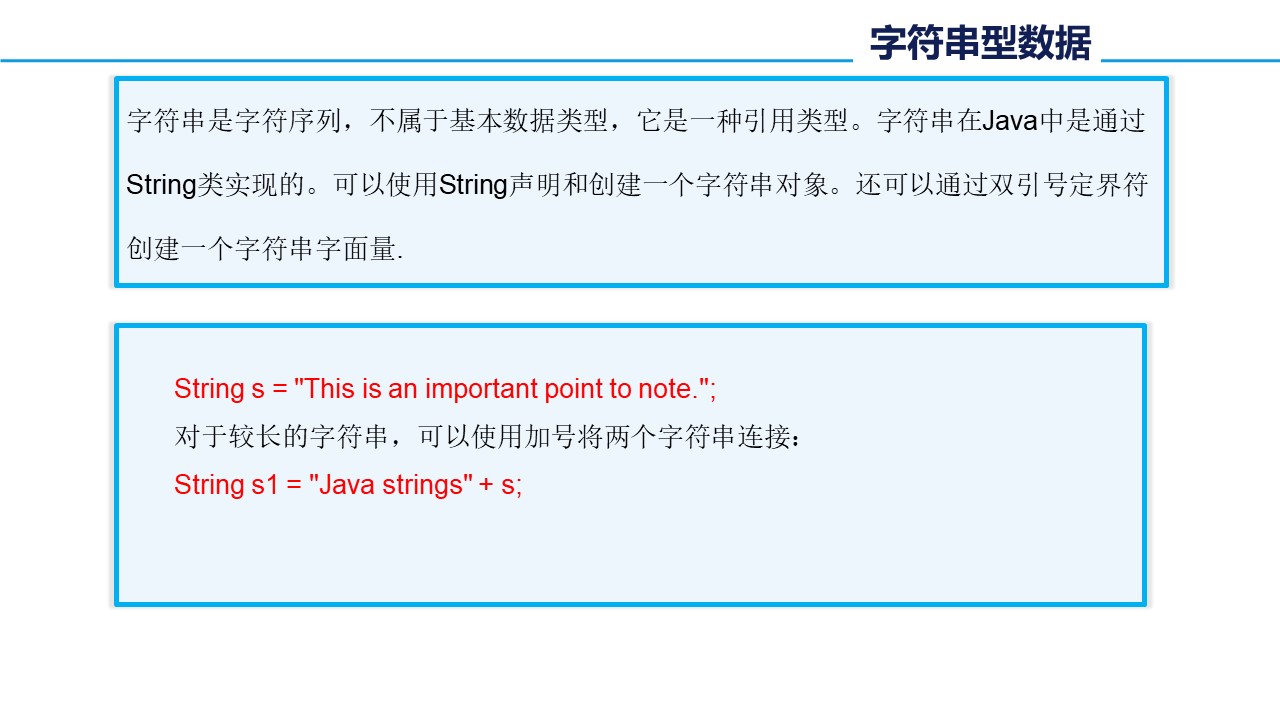 字符串型数据
字符串是字符序列，不属于基本数据类型，它是一种引用类型。字符串在Java中是通过
String类实现的。可以使用String声明和创建一个字符串对象。还可以通过双引号定界符
创建一个字符串字面量.
String s = "This is an important point to note.";
对于较长的字符串，可以使用加号将两个字符串连接：
String s1 = "Java strings" + s;